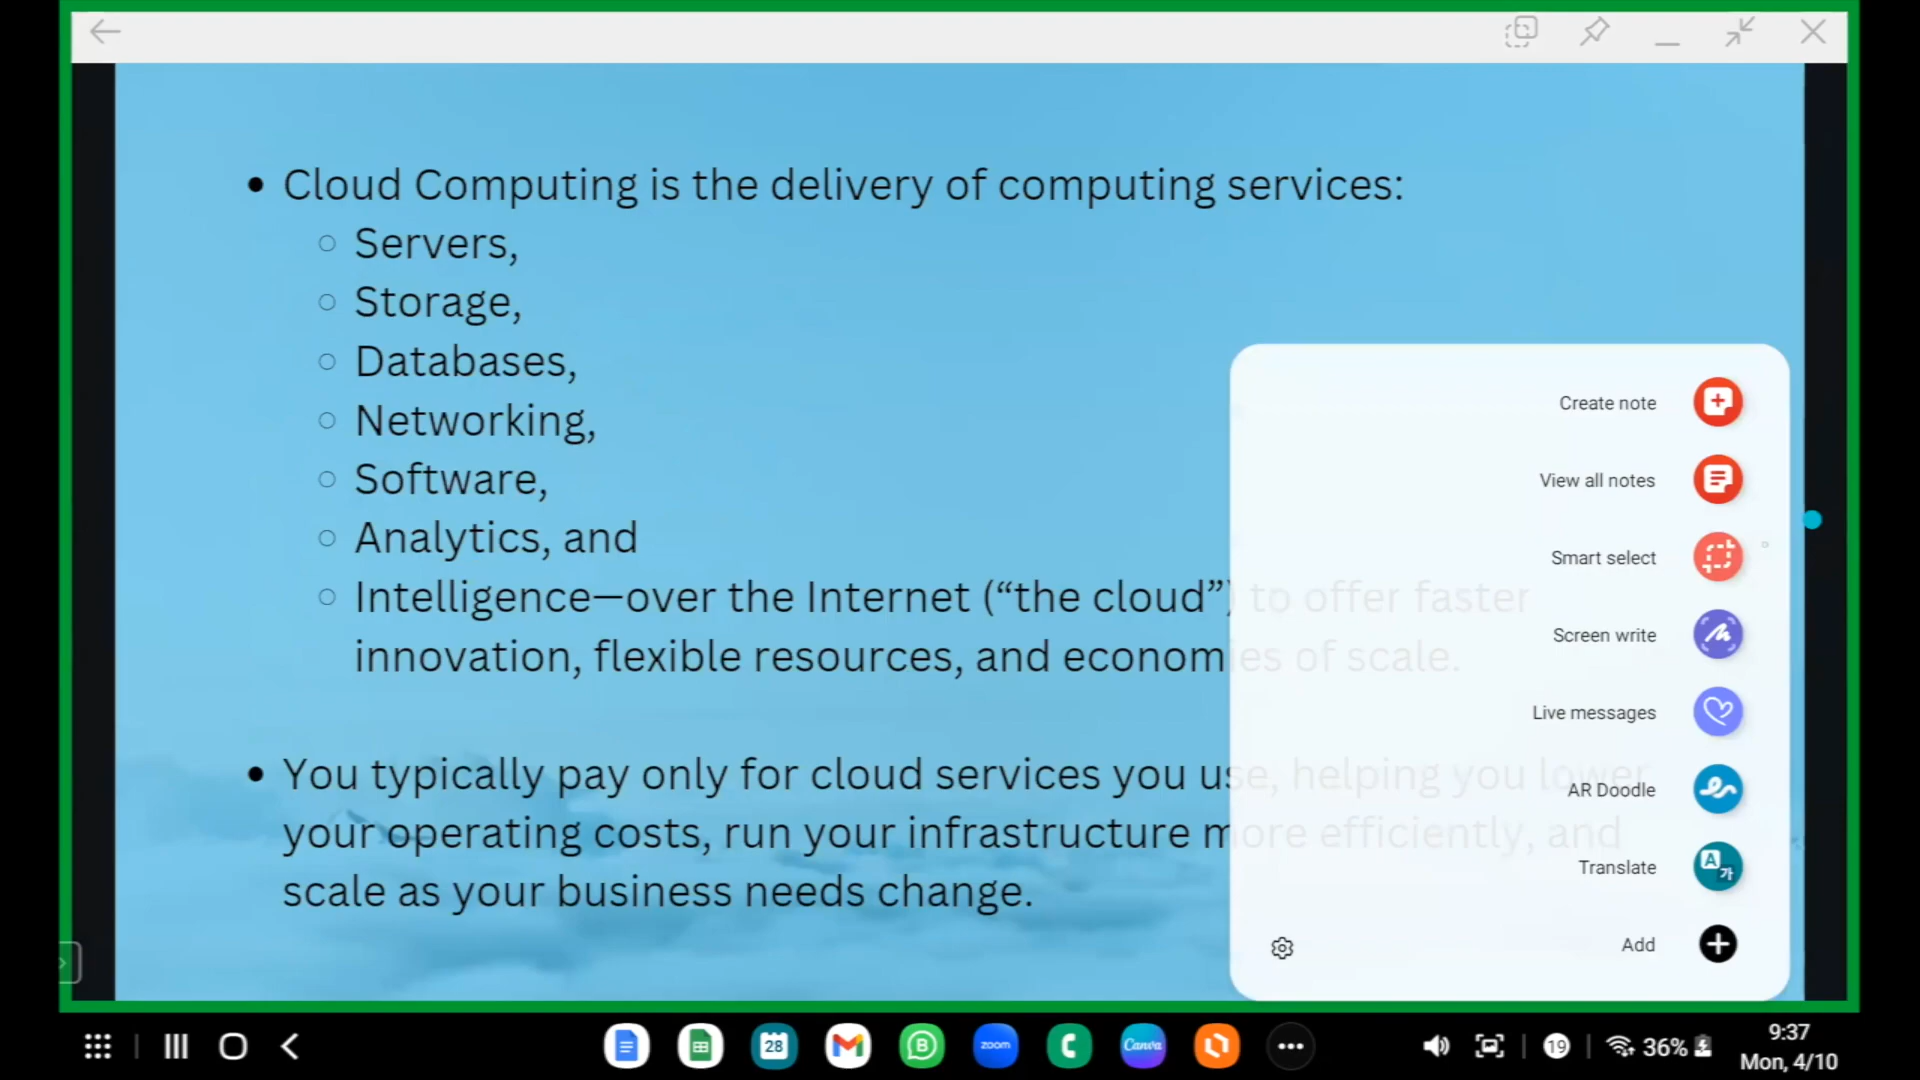 • Cloud Computing is the delivery of computing services:
○ Servers,
○ Storage,
○ Databases,
○ Networking,
○ Software,
○ Analytics, and
○ Intelligence—over the Internet (“the cloud”) to offer faster
innovation, flexible resources, and economies of scale.
• You typically pay only for cloud services you use, helping you lower
your operating costs, run your infrastructure more efficiently, and
scale as your business needs change.
Create note
View all notes
Smart select
Screen write
Live messages
AR Doodle
Translate
A가
Add
28
B
zoom
Canva
19
36%
9:37
Mon, 4/10